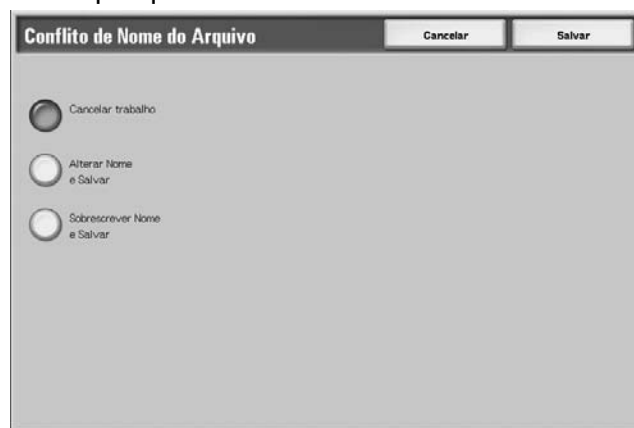 Conflito de Nome do Arquivo
Cancelar
Salvar
Cancelar trabalho
Alterar Nome
e Salvar
Sobrescrever Nome
e Salvar